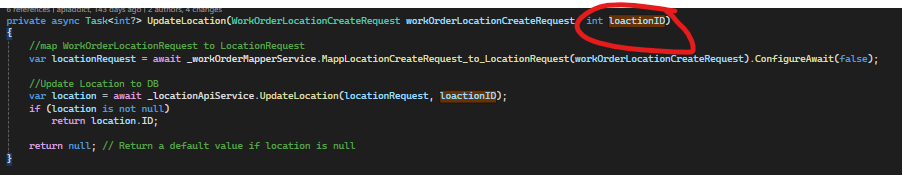 6 references | apladdict, 143 days ago | 2 authors, 4 changes
private async Task<int?> UpdateLocation(WorkOrderLocationCreateRequest workOrderLocationCreateRequest, int loactionID)
{
//map WorkOrderLocationRequest to LocationRequest
var locationRequest = await _workOrderMapperService.MappLocationCreateRequest_to_LocationRequest(workOrderLocationCreateRequest).ConfigureAwait(false);
//Update Location to DB
var location = await _locationApiService.UpdateLocation(locationRequest, loactionID);
if (location is not null)
return location.ID;
return null; // Return a default value if location is null
}